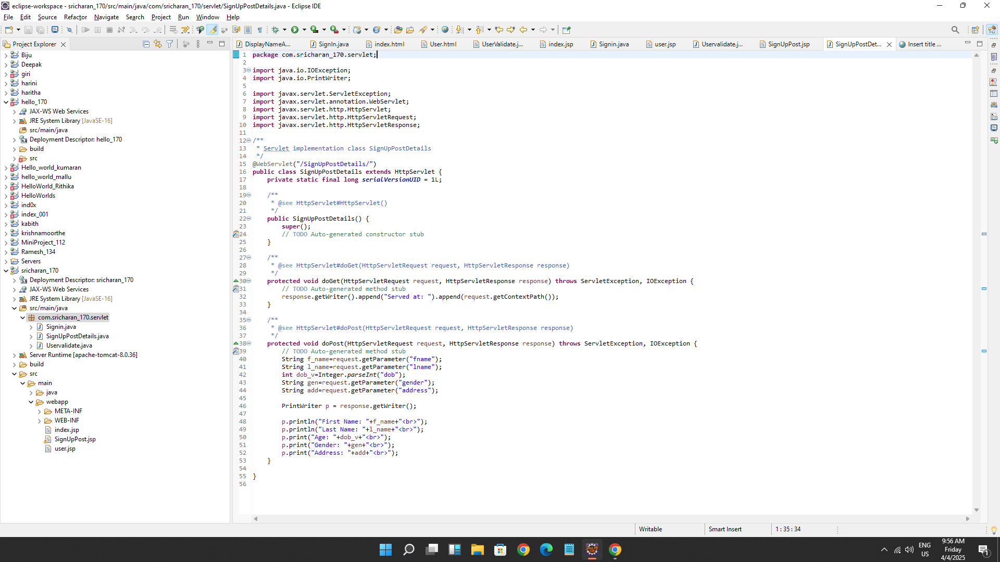 eclipse-workspace - sricharan_170/src/main/java/com/sricharan_170/servlet/SignUpPostDetails.java - Eclipse IDE
File Edit Source Refactor Navigate Search Project Run Window Help
Project Explorer
DisplayNameA... SignIn.java index.html User.html UserValidate.j... index.jsp Signin.java user.jsp Uservalidate.j... SignUpPost.jsp SignUpPostDet... Insert title ...
Biju
Deepak
giri
harini
haritha
hello_170
JAX-WS Web Services
JRE System Library [JavaSE-16]
src/main/java
Deployment Descriptor: hello_170
build
src
Hello_world_kumaran
hello_world_mallu
HelloWorld_Rithika
HelloWorlds
ind0x
index_001
kabith
krishnamoorthe
MiniProject_112
Ramesh_134
Servers
sricharan_170
Deployment Descriptor: sricharan_170
JAX-WS Web Services
JRE System Library [JavaSE-16]
src/main/java
com.sricharan_170.servlet
Signin.java
SignUpPostDetails.java
Uservalidate.java
Server Runtime [apache-tomcat-8.0.36]
build
src
main
java
webapp
META-INF
WEB-INF
index.jsp
SignUpPost.jsp
user.jsp
1 package com.sricharan_170.servlet;
2
3 import java.io.IOException;
4 import java.io.PrintWriter;
5
6 import javax.servlet.ServletException;
7 import javax.servlet.annotation.WebServlet;
8 import javax.servlet.http.HttpServlet;
9 import javax.servlet.http.HttpServletRequest;
10 import javax.servlet.http.HttpServletResponse;
11
12 /**
13 * Servlet implementation class SignUpPostDetails
14 */
15 @WebServlet("/SignUpPostDetails/")
16 public class SignUpPostDetails extends HttpServlet {
17 private static final long serialVersionUID = 1L;
18
19 /**
20 * @see HttpServlet#HttpServlet()
21 */
22 public SignUpPostDetails() {
23 super();
24 // TODO Auto-generated constructor stub
25 }
26
27 /**
28 * @see HttpServlet#doGet(HttpServletRequest request, HttpServletResponse response)
29 */
30 protected void doGet(HttpServletRequest request, HttpServletResponse response) throws ServletException, IOException {
31 // TODO Auto-generated method stub
32 response.getWriter().append("Served at: ").append(request.getContextPath());
33 }
34
35 /**
36 * @see HttpServlet#doPost(HttpServletRequest request, HttpServletResponse response)
37 */
38 protected void doPost(HttpServletRequest request, HttpServletResponse response) throws ServletException, IOException {
39 // TODO Auto-generated method stub
40 String f_name=request.getParameter("fname");
41 String l_name=request.getParameter("lname");
42 int dob_v=Integer.parseInt("dob");
43 String gen=request.getParameter("gender");
44 String add=request.getParameter("address");
45
46 PrintWriter p = response.getWriter();
47
48 p.println("First Name: "+f_name+"<br>");
49 p.println("Last Name: "+l_name+"<br>");
50 p.print("Age: "+dob_v+"<br>");
51 p.print("Gender: "+gen+"<br>");
52 p.print("Address: "+add+"<br>");
53 }
54
55 }
56
Writable Smart Insert 1 : 35 : 34
ENG
US
9:56 AM
Friday
4/4/2025
1